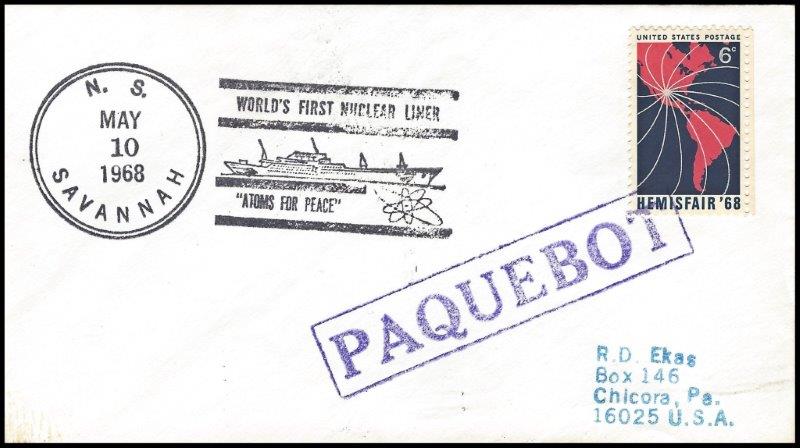 N. S.
MAY
10
1968
SAVANNAH
WORLD'S FIRST NUCLEAR LINER
"ATOMS FOR PEACE"
UNITED STATES POSTAGE
6c
HEMISFAIR '68
PAQUEBOT
R.D. Ekas
Box 146
Chicora, Pa.
16025 U.S.A.